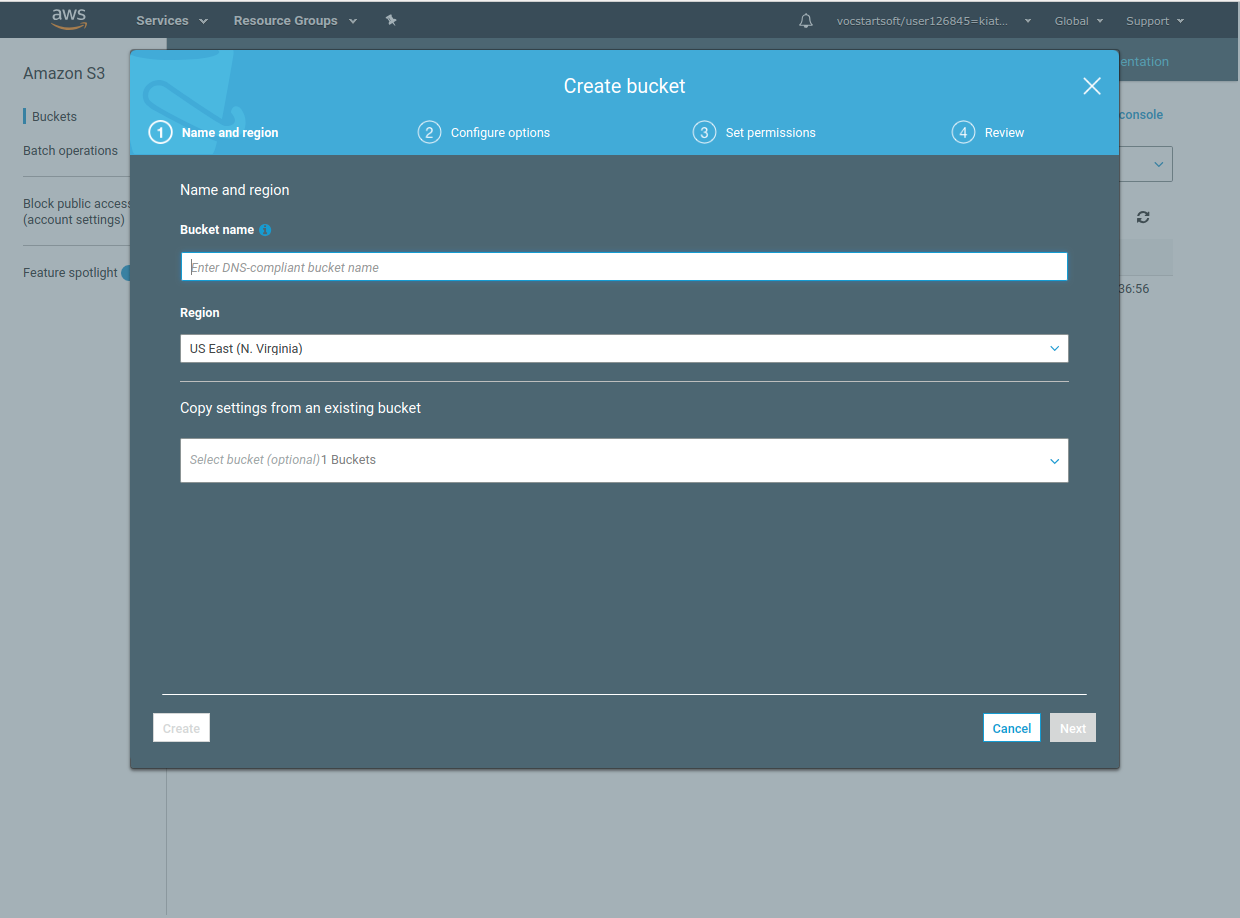 aws Services Resource Groups vocstartsoft/user126845=kiat... Global Support
Amazon S3
Buckets
Batch operations
Block public access
(account settings)
Feature spotlight
entation
console
36:56
Create bucket
1 Name and region 2 Configure options 3 Set permissions 4 Review
Name and region
Bucket name
Enter DNS-compliant bucket name
Region
US East (N. Virginia)
Copy settings from an existing bucket
Select bucket (optional)1 Buckets
Create Cancel Next